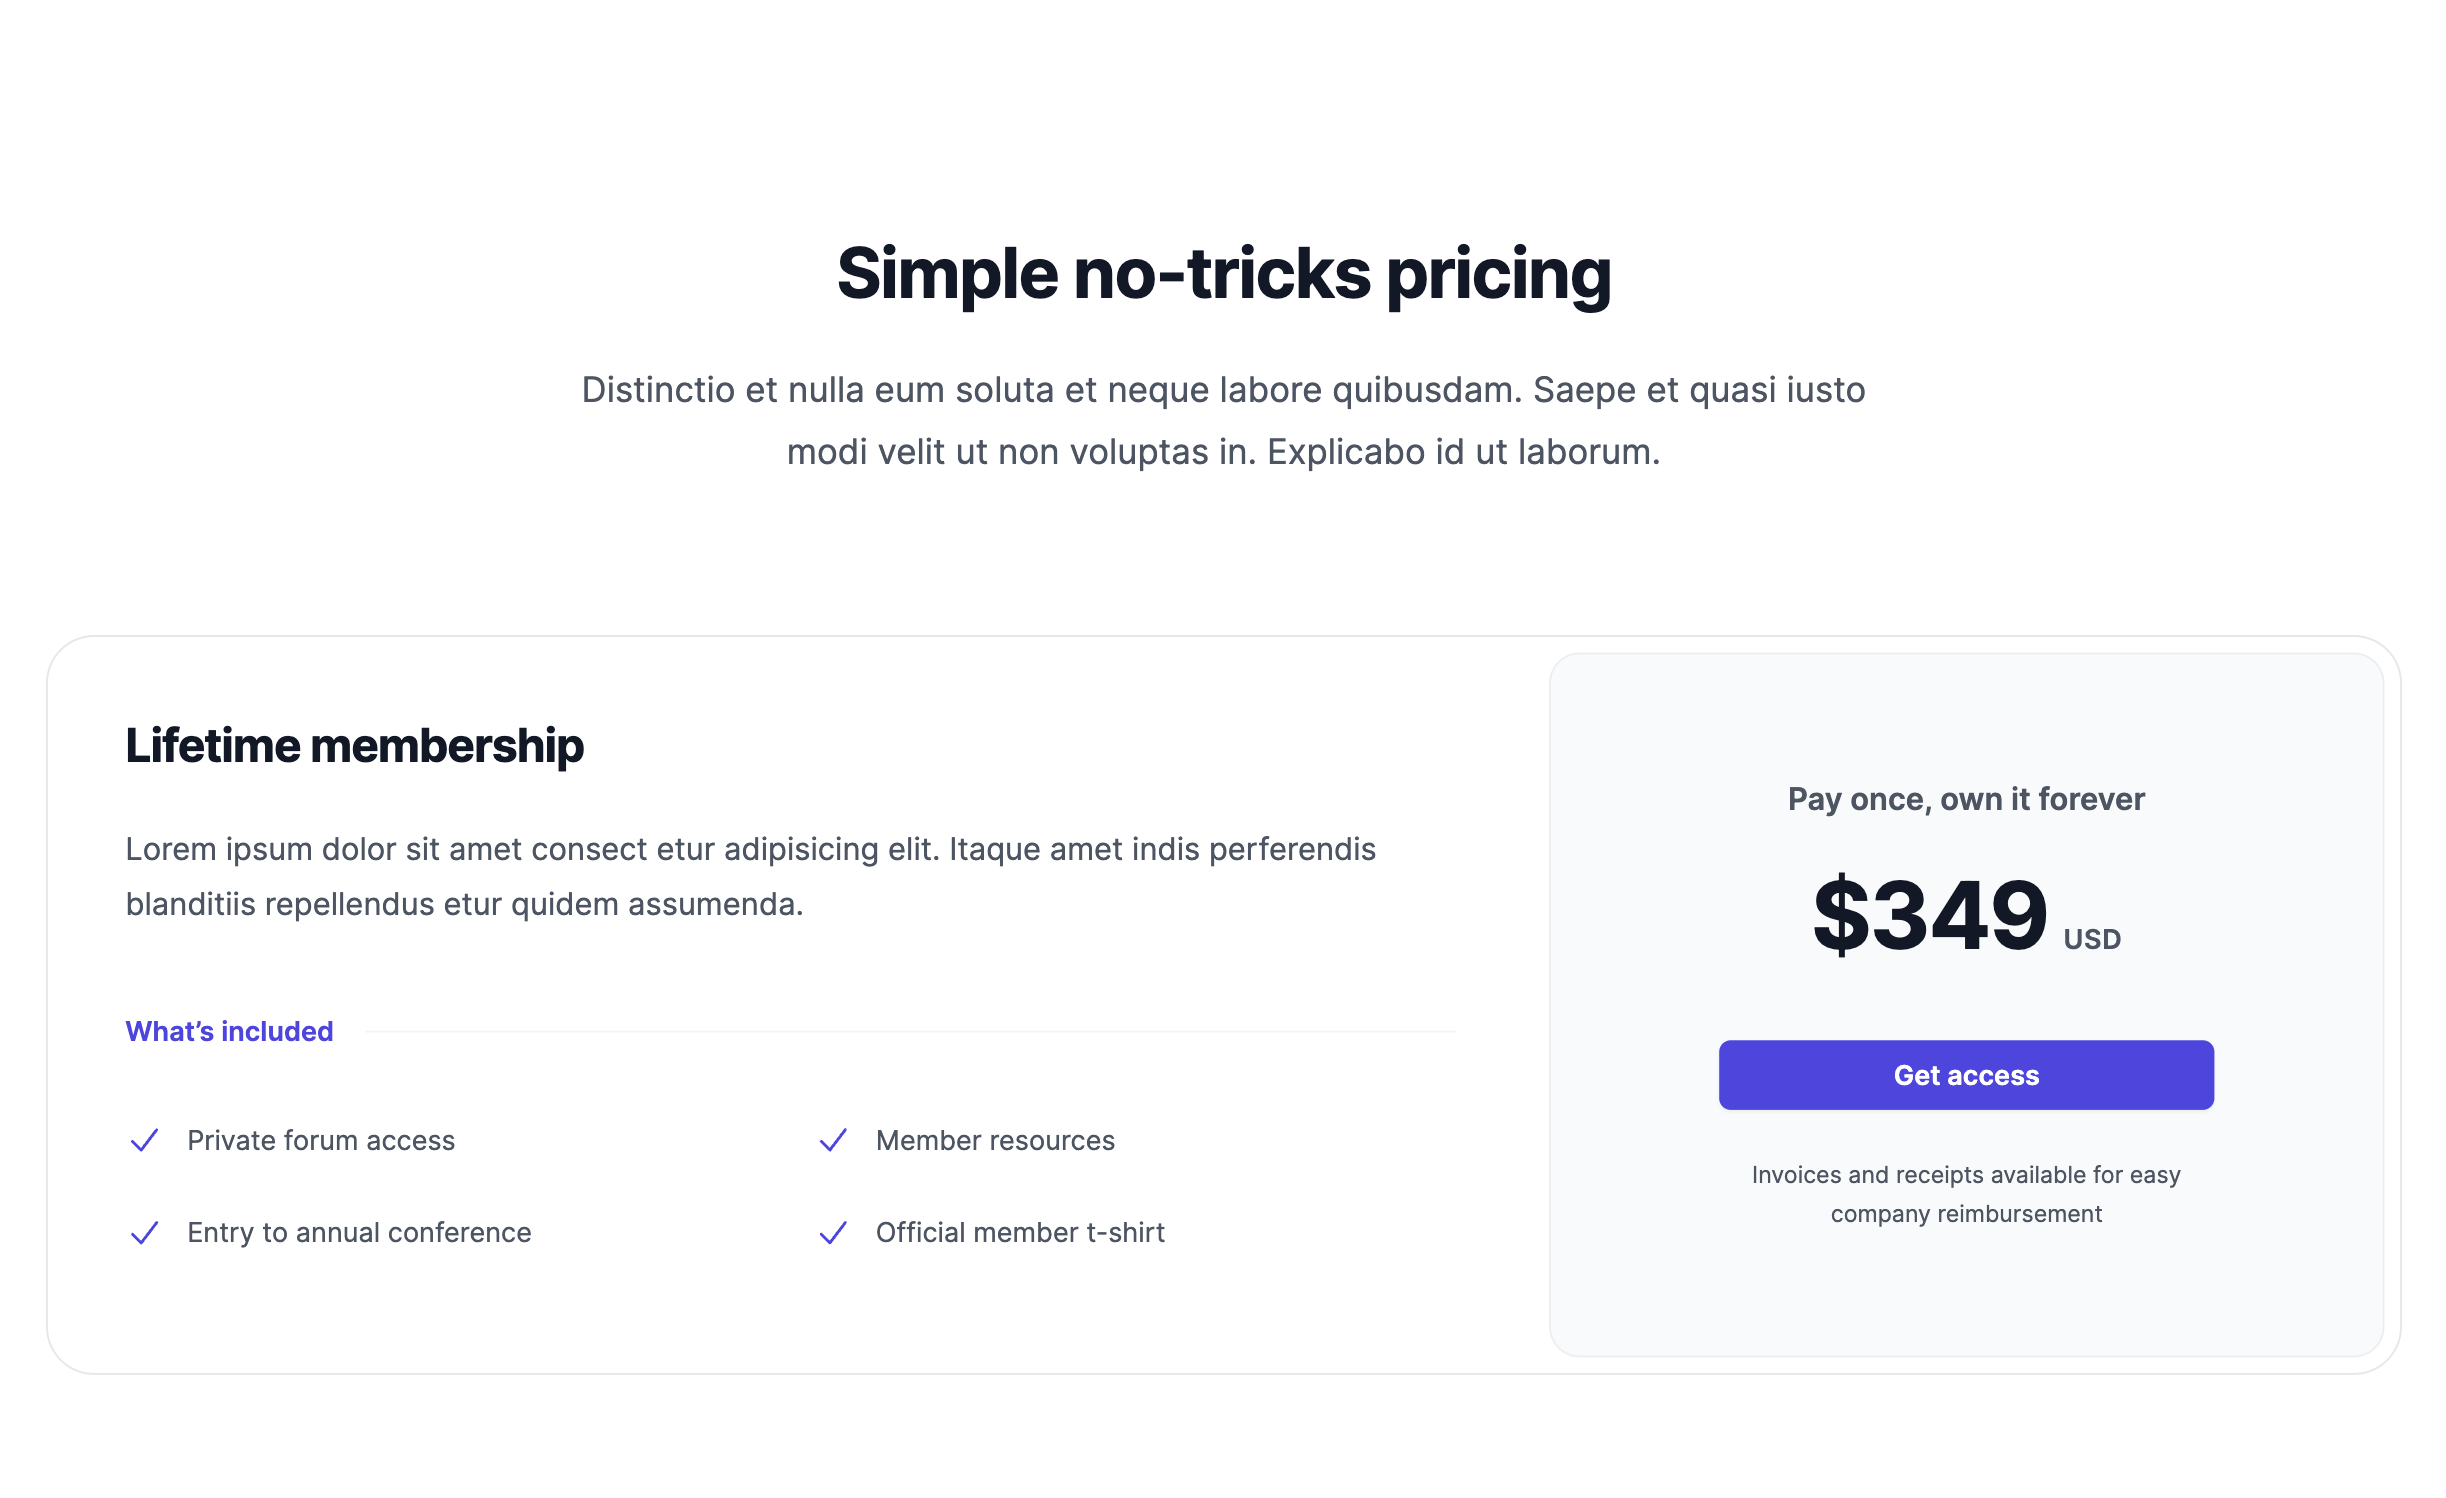 Simple no-tricks pricing
Distinctio et nulla eum soluta et neque labore quibusdam. Saepe et quasi iusto
modi velit ut non voluptas in. Explicabo id ut laborum.
Lifetime membership
Lorem ipsum dolor sit amet consect etur adipisicing elit. Itaque amet indis perferendis
blanditiis repellendus etur quidem assumenda.
What’s included
Private forum access
Member resources
Entry to annual conference
Official member t-shirt
Pay once, own it forever
$349 USD
Get access
Invoices and receipts available for easy
company reimbursement